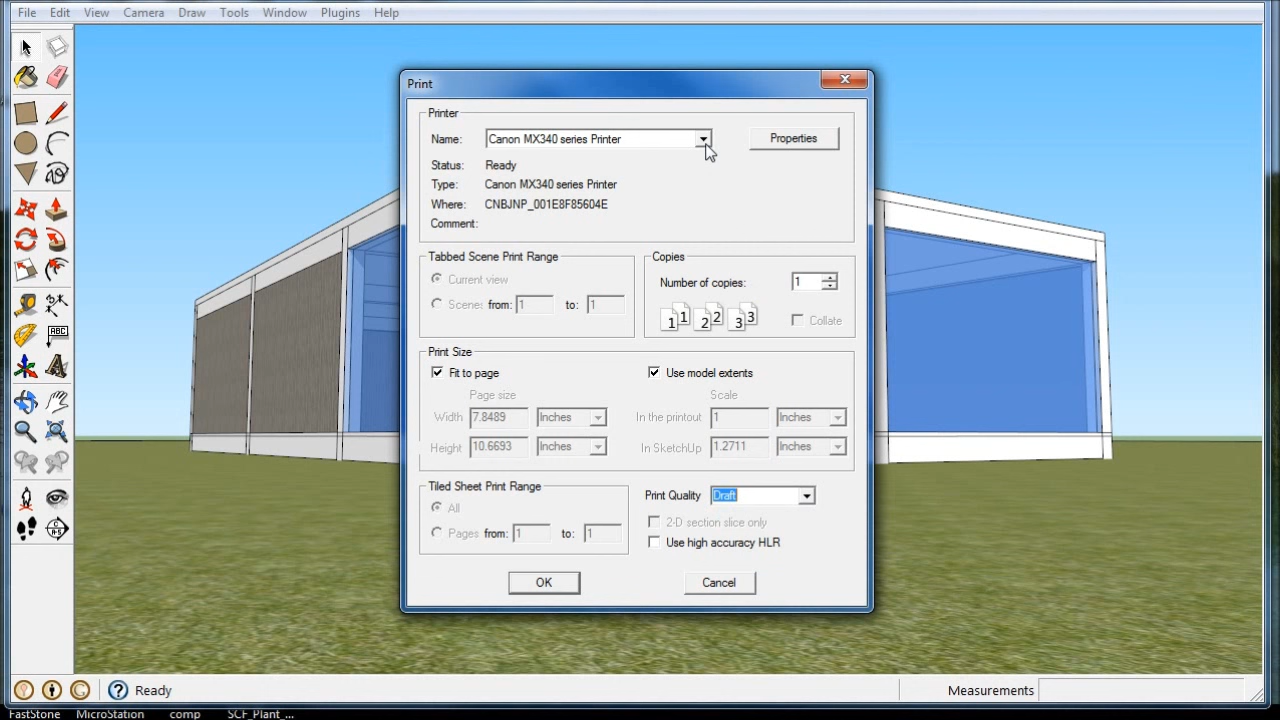 File Edit View Camera Draw Tools Window Plugins Help
Print
Printer
Name: Canon MX340 series Printer Properties
Status: Ready
Type: Canon MX340 series Printer
Where: CNBJNP_001E8F85604E
Comment:
Tabbed Scene Print Range
Current view
Scene: from: 1 to: 1
Copies
Number of copies: 1
1 1 2 2 3 3
Collate
Print Size
Fit to page Use model extents
Page size Scale
Width 7.8489 Inches In the printout 1 Inches
Height 10.6693 Inches In SketchUp 1.2711 Inches
Tiled Sheet Print Range
All
Pages from: 1 to: 1
Print Quality Draft
2-D section slice only
Use high accuracy HLR
OK Cancel
ABC
Ready Measurements
FastStone MicroStation comp SCF_Plant_...